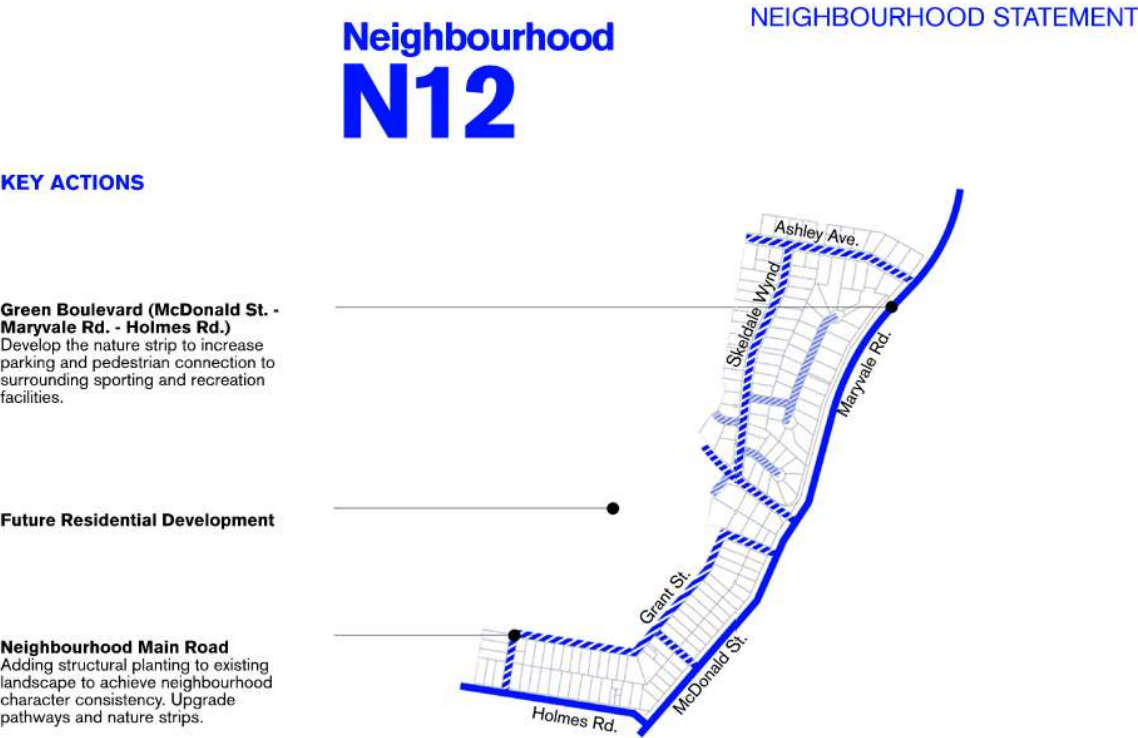 NEIGHBOURHOOD STATEMENT
Neighbourhood
N12
KEY ACTIONS
Green Boulevard (McDonald St. -
Maryvale Rd. - Holmes Rd.)
Develop the nature strip to increase
parking and pedestrian connection to
surrounding sporting and recreation
facilities.
Future Residential Development
Neighbourhood Main Road
Adding structural planting to existing
landscape to achieve neighbourhood
character consistency. Upgrade
pathways and nature strips.
Ashley Ave.
Skeldale Wynd
Maryvale Rd.
Grant St.
McDonald St.
Holmes Rd.